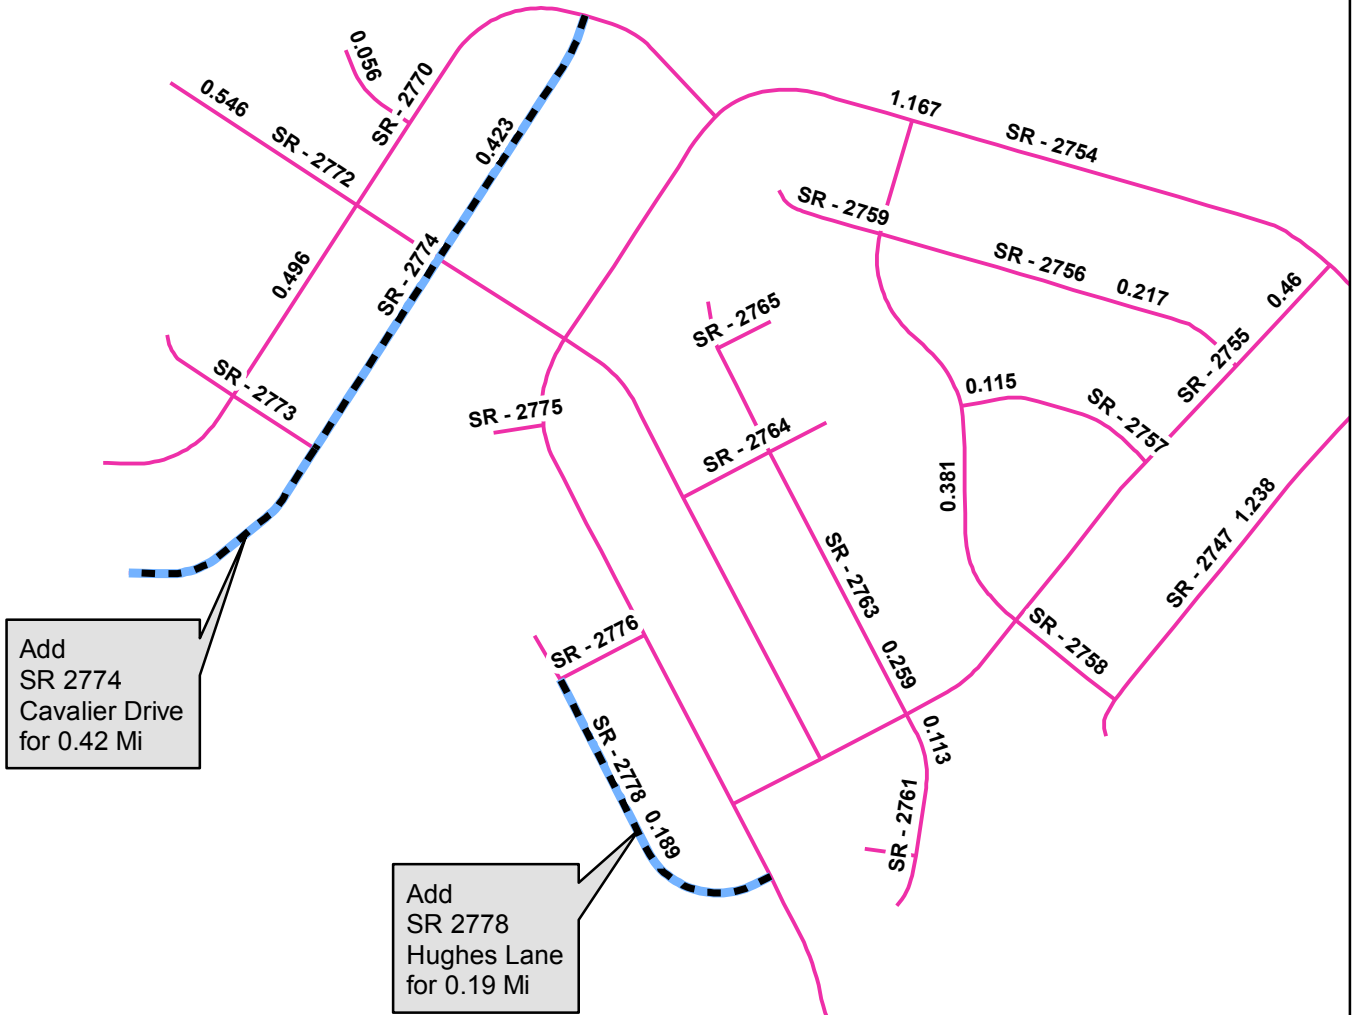 0.056
SR - 2770
0.546
SR - 2772
0.423
1.167
SR - 2754
SR - 2759
SR - 2756
0.217
0.46
SR - 2774
0.496
SR - 2765
SR - 2755
SR - 2773
SR - 2775
0.115
SR - 2757
SR - 2764
0.381
1.238
SR - 2747
SR - 2763
SR - 2776
SR - 2758
0.259
Add
SR 2774
Cavalier Drive
for 0.42 Mi
SR - 2778
0.189
0.113
SR - 2761
Add
SR 2778
Hughes Lane
for 0.19 Mi